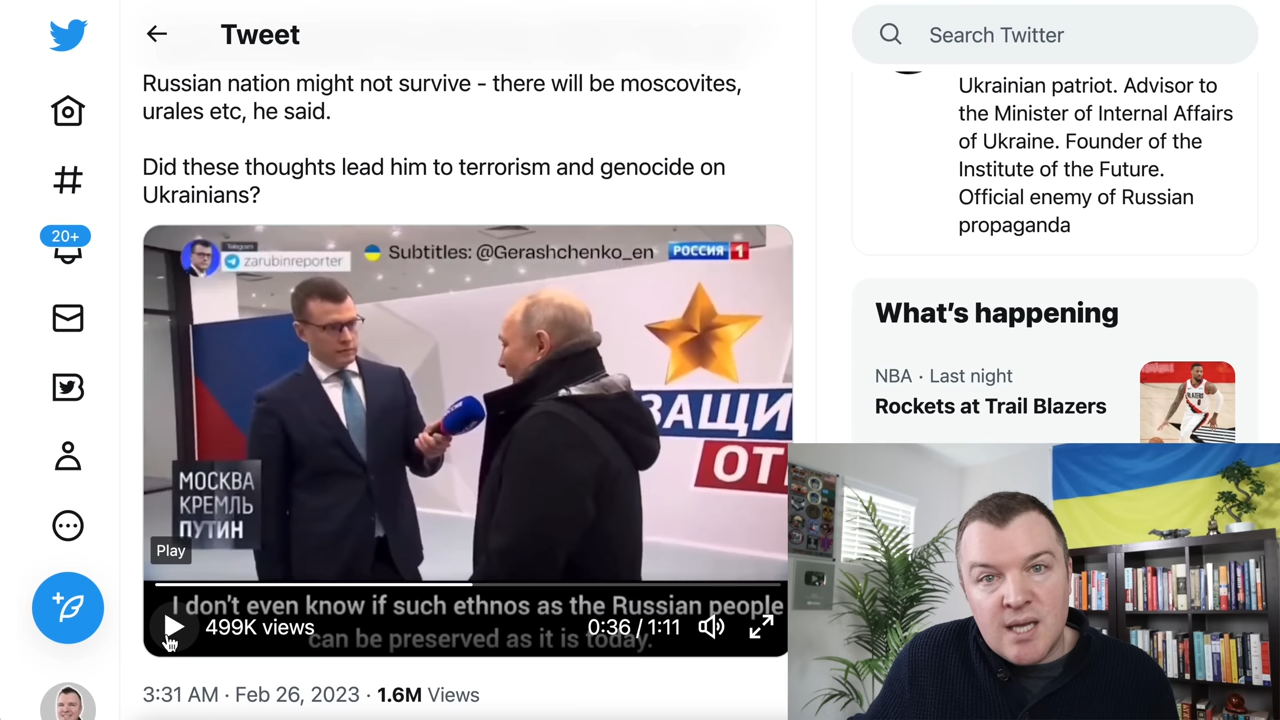 Tweet
Search Twitter
20+
Russian nation might not survive - there will be moscovites,
urales etc, he said.
Did these thoughts lead him to terrorism and genocide on
Ukrainians?
Telegram
zarubinreporter
Subtitles: @Gerashchenko_en
РОССИЯ 1
ЗАЩИ
ОТ
МОСКВА
КРЕМЛЬ
ПУТИН
Play
I don't even know if such ethnos as the Russian people
can be preserved as it is today.
499K views
0:36 / 1:11
3:31 AM · Feb 26, 2023 · 1.6M Views
Ukrainian patriot. Advisor to
the Minister of Internal Affairs
of Ukraine. Founder of the
Institute of the Future.
Official enemy of Russian
propaganda
What's happening
NBA · Last night
Rockets at Trail Blazers